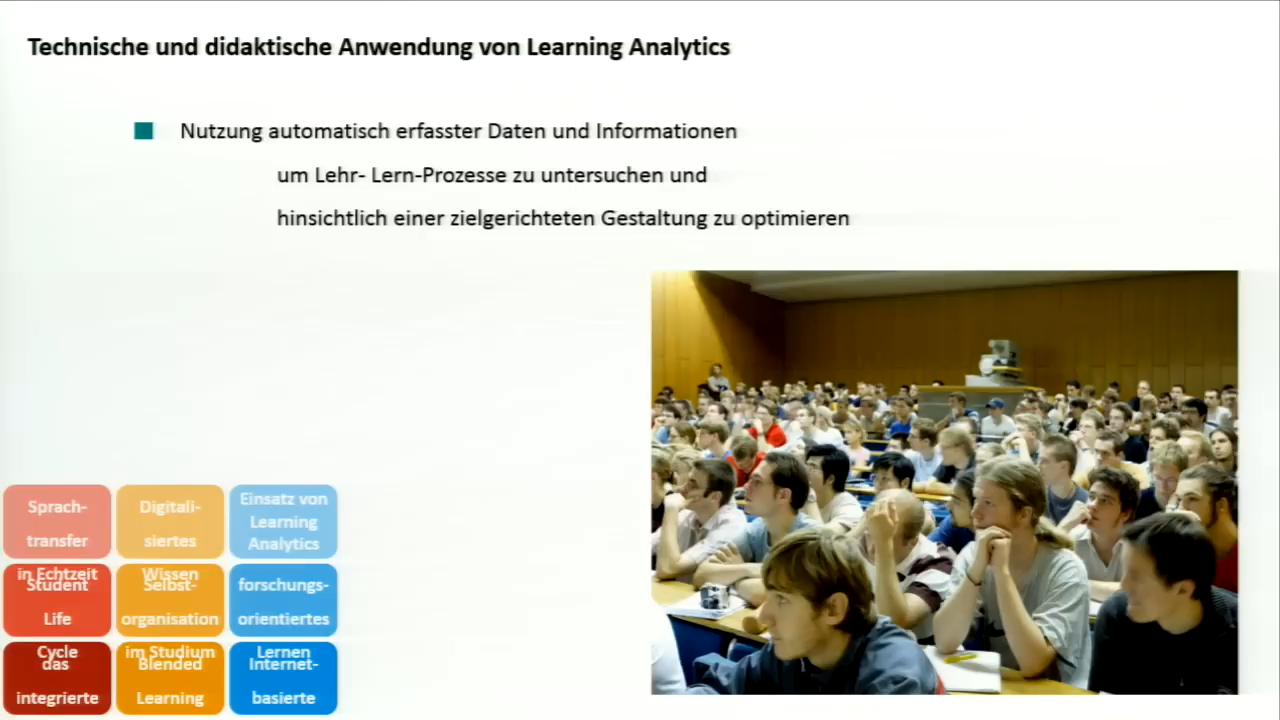 Technische und didaktische Anwendung von Learning Analytics
Nutzung automatisch erfasster Daten und Informationen
um Lehr- Lern-Prozesse zu untersuchen und
hinsichtlich einer zielgerichteten Gestaltung zu optimieren
Sprach-
transfer
in Echtzeit
Digitali-
siertes
Wissen
Einsatz von
Learning
Analytics
Student
Life
Cycle
Selbst-
organisation
im Studium
forschungs-
orientiertes
Lernen
das
integrierte
Blended
Learning
Internet-
basierte